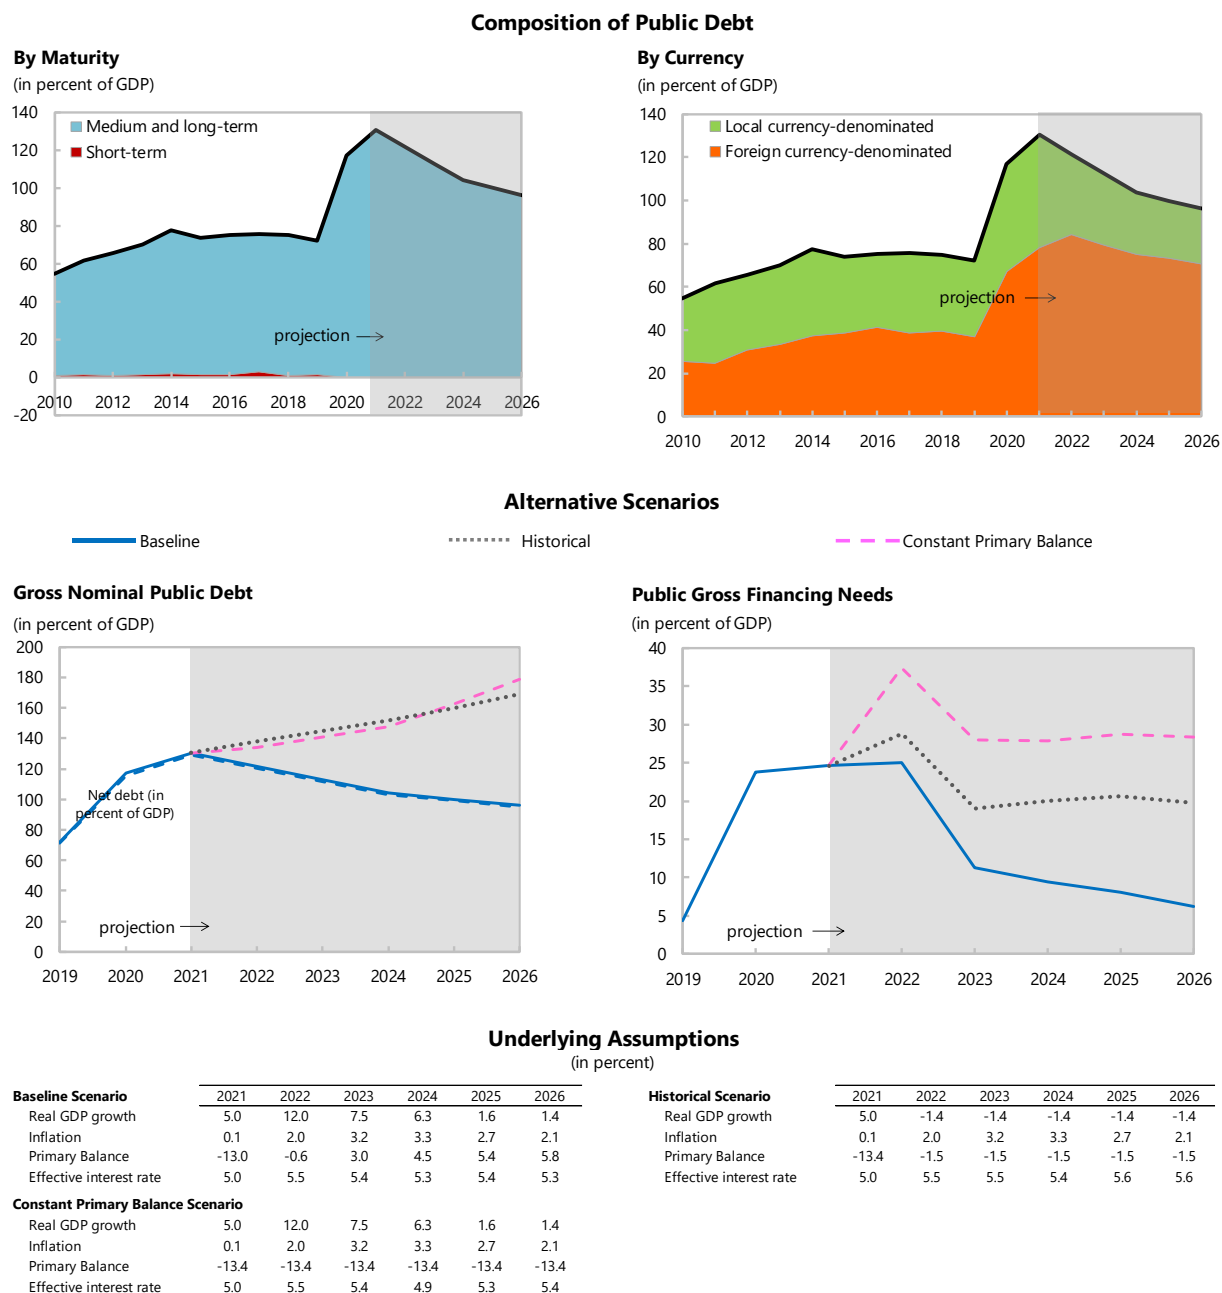 Composition of Public Debt
By Maturity
(in percent of GDP)
140
120
100
80
60
40
20
0
-20
Medium and long-term
Short-term
projection
2010 2012 2014 2016 2018 2020 2022 2024 2026
By Currency
(in percent of GDP)
140
120
100
80
60
40
20
0
Local currency-denominated
Foreign currency-denominated
projection
2010 2012 2014 2016 2018 2020 2022 2024 2026
Alternative Scenarios
Baseline Historical Constant Primary Balance
Gross Nominal Public Debt
(in percent of GDP)
200
180
160
140
120
100
80
60
40
20
0
Net debt (in
percent of GDP)
projection
2019 2020 2021 2022 2023 2024 2025 2026
Public Gross Financing Needs
(in percent of GDP)
40
35
30
25
20
15
10
5
0
projection
2019 2020 2021 2022 2023 2024 2025 2026
Underlying Assumptions
(in percent)
Baseline Scenario 2021 2022 2023 2024 2025 2026
Real GDP growth 5.0 12.0 7.5 6.3 1.6 1.4
Inflation 0.1 2.0 3.2 3.3 2.7 2.1
Primary Balance -13.0 -0.6 3.0 4.5 5.4 5.8
Effective interest rate 5.0 5.5 5.4 5.3 5.4 5.3
Constant Primary Balance Scenario
Real GDP growth 5.0 12.0 7.5 6.3 1.6 1.4
Inflation 0.1 2.0 3.2 3.3 2.7 2.1
Primary Balance -13.4 -13.4 -13.4 -13.4 -13.4 -13.4
Effective interest rate 5.0 5.5 5.4 4.9 5.3 5.4
Historical Scenario 2021 2022 2023 2024 2025 2026
Real GDP growth 5.0 -1.4 -1.4 -1.4 -1.4 -1.4
Inflation 0.1 2.0 3.2 3.3 2.7 2.1
Primary Balance -13.4 -1.5 -1.5 -1.5 -1.5 -1.5
Effective interest rate 5.0 5.5 5.5 5.4 5.6 5.6